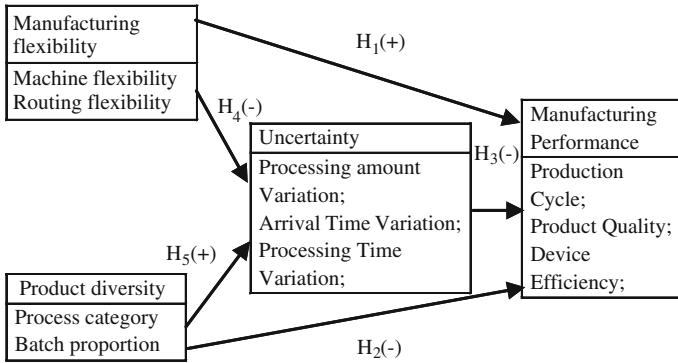 Manufacturing
flexibility
Machine flexibility
Routing flexibility
H1(+)
H4(-)
Uncertainty
Processing amount
Variation;
Arrival Time Variation;
Processing Time
Variation;
H3(-)
Manufacturing
Performance
Production
Cycle;
Product Quality;
Device
Efficiency;
H5(+)
Product diversity
Process category
Batch proportion
H2(-)